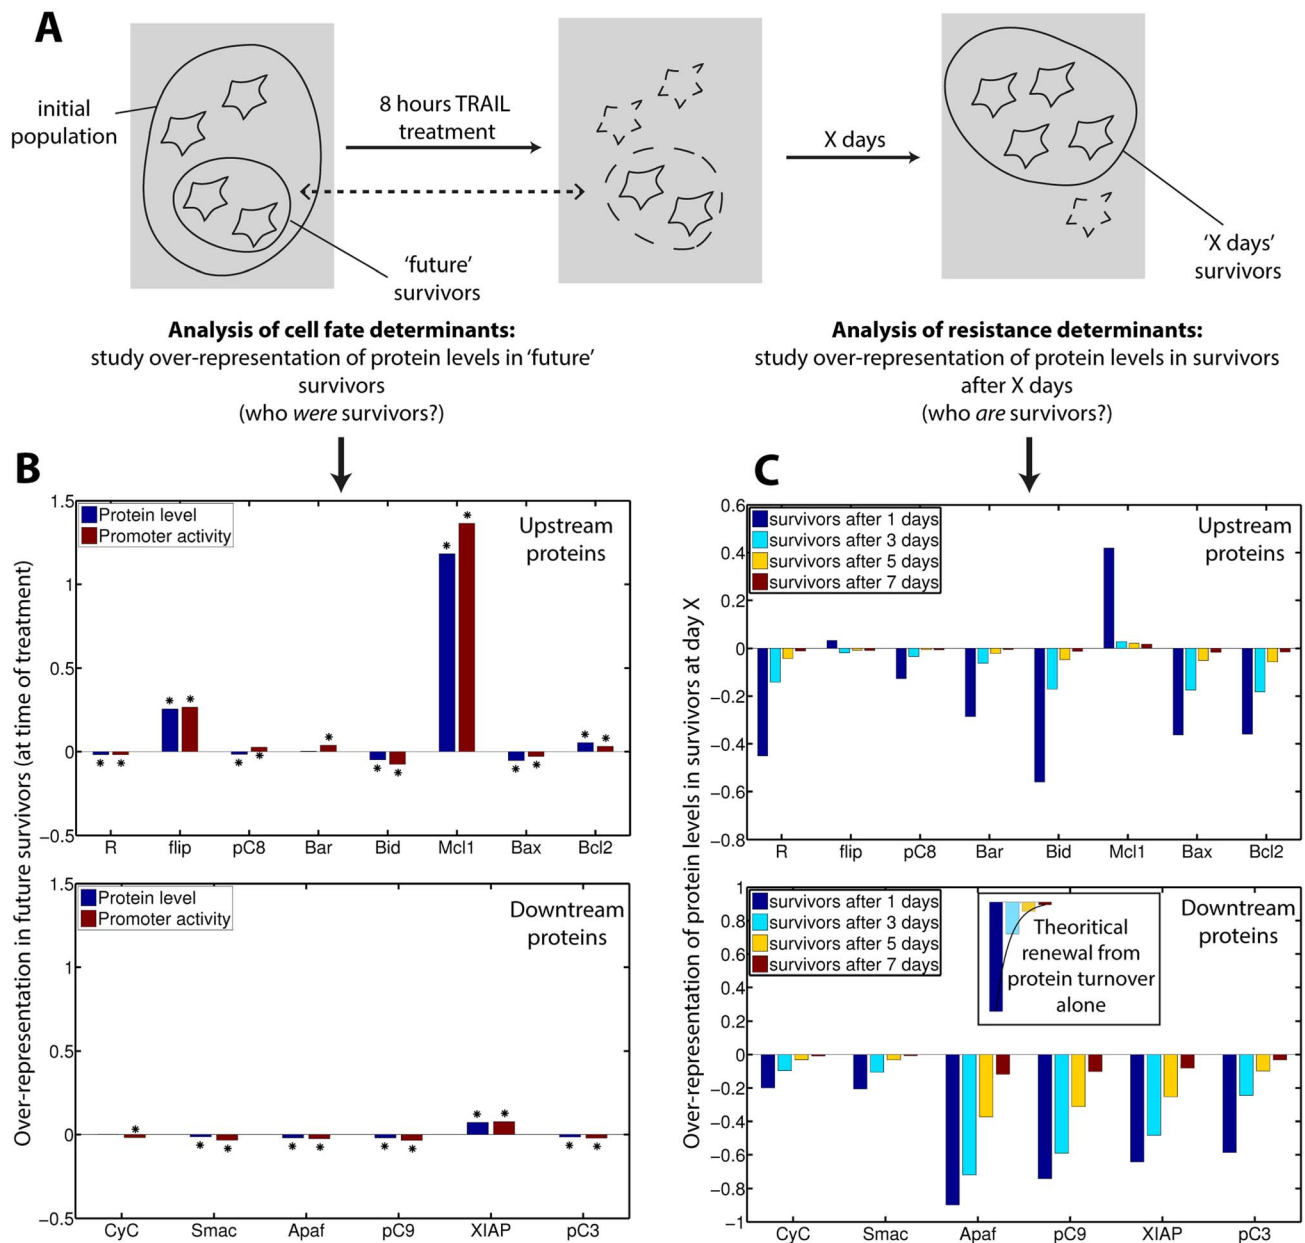 A
initial
population
8 hours TRAIL
treatment
X days
'future'
survivors
'X days'
survivors
Analysis of cell fate determinants:
study over-representation of protein levels in 'future'
survivors
(who were survivors?)
Analysis of resistance determinants:
study over-representation of protein levels in survivors
after X days
(who are survivors?)
B
Over-representation in future survivors (at time of treatment)
1.5
1
0.5
0
−0.5
Protein level
Promoter activity
Upstream
proteins
* * * * * * * * * * * * * * *
R flip pC8 Bar Bid Mcl1 Bax Bcl2
1.5
1
0.5
0
−0.5
Protein level
Promoter activity
Downtream
proteins
* * * * * * * * * * *
CyC Smac Apaf pC9 XIAP pC3
C
Over-representation of protein levels in survivors at day X
0.6
0.4
0.2
0
−0.2
−0.4
−0.6
−0.8
survivors after 1 days
survivors after 3 days
survivors after 5 days
survivors after 7 days
Upstream
proteins
R flip pC8 Bar Bid Mcl1 Bax Bcl2
1
0.8
0.6
0.4
0.2
0
−0.2
−0.4
−0.6
−0.8
−1
survivors after 1 days
survivors after 3 days
survivors after 5 days
survivors after 7 days
Theoritical
renewal from
protein turnover
alone
Downtream
proteins
CyC Smac Apaf pC9 XIAP pC3